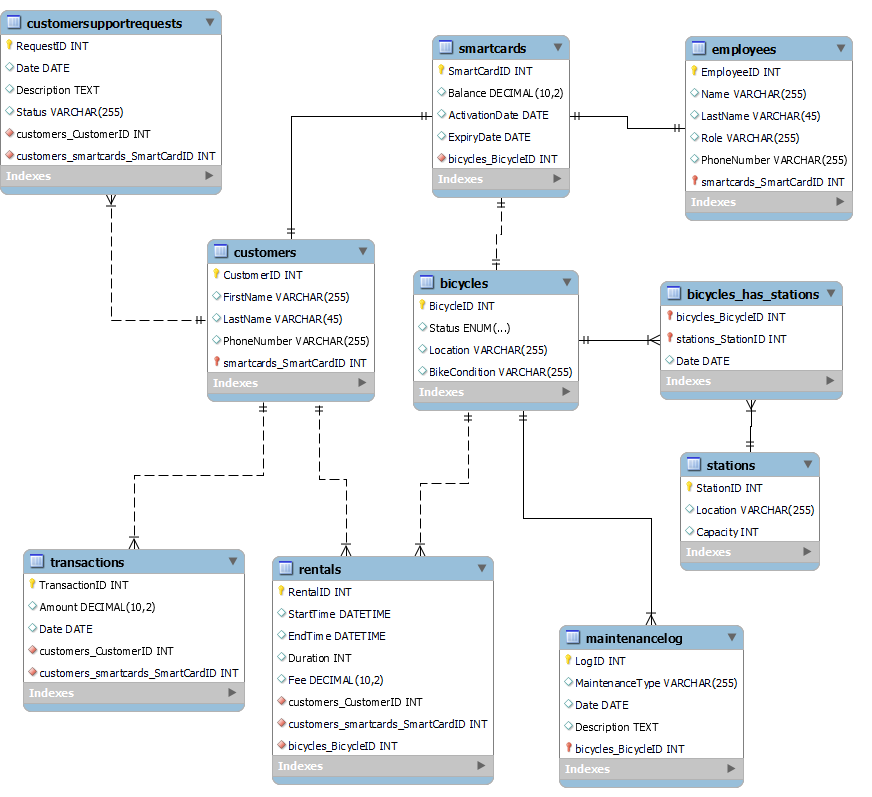 customersupportrequests
RequestID INT
Date DATE
Description TEXT
Status VARCHAR(255)
customers_CustomerID INT
customers_smartcards_SmartCardID INT
Indexes
smartcards
SmartCardID INT
Balance DECIMAL(10,2)
ActivationDate DATE
ExpiryDate DATE
bicycles_BicycleID INT
Indexes
employees
EmployeeID INT
Name VARCHAR(255)
LastName VARCHAR(45)
Role VARCHAR(255)
PhoneNumber VARCHAR(255)
smartcards_SmartCardID INT
Indexes
customers
CustomerID INT
FirstName VARCHAR(255)
LastName VARCHAR(45)
PhoneNumber VARCHAR(255)
smartcards_SmartCardID INT
Indexes
bicycles
BicycleID INT
Status ENUM(...)
Location VARCHAR(255)
BikeCondition VARCHAR(255)
Indexes
bicycles_has_stations
bicycles_BicycleID INT
stations_StationID INT
Date DATE
Indexes
stations
StationID INT
Location VARCHAR(255)
Capacity INT
Indexes
transactions
TransactionID INT
Amount DECIMAL(10,2)
Date DATE
customers_CustomerID INT
customers_smartcards_SmartCardID INT
Indexes
rentals
RentalID INT
StartTime DATETIME
EndTime DATETIME
Duration INT
Fee DECIMAL(10,2)
customers_CustomerID INT
customers_smartcards_SmartCardID INT
bicycles_BicycleID INT
Indexes
maintenancelog
LogID INT
MaintenanceType VARCHAR(255)
Date DATE
Description TEXT
bicycles_BicycleID INT
Indexes